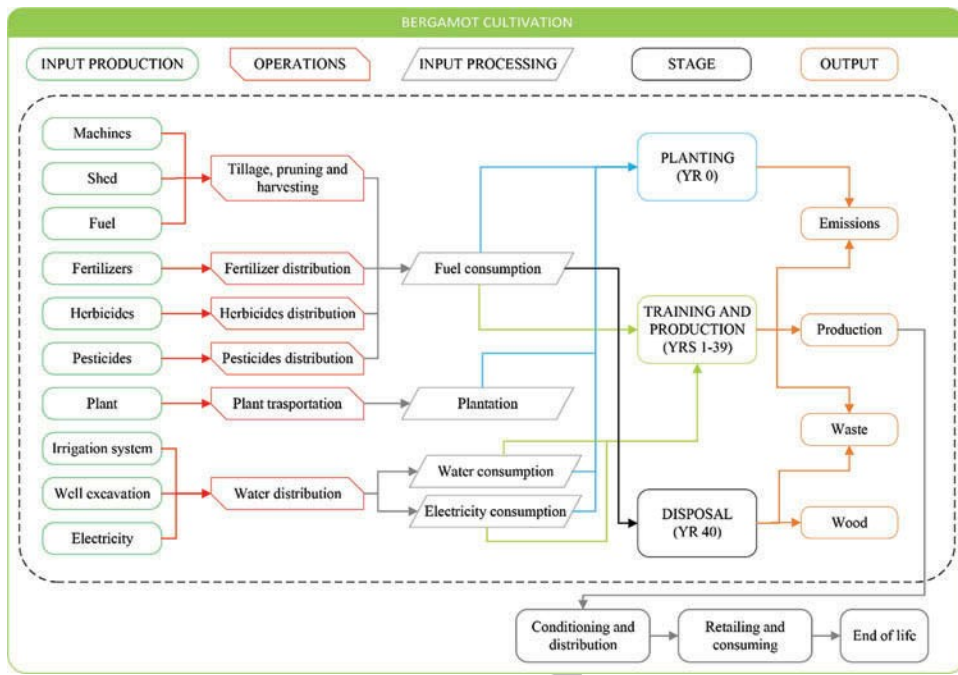 BERGAMOT CULTIVATION
INPUT PRODUCTION
OPERATIONS
INPUT PROCESSING
STAGE
OUTPUT
Machines
Shed
Fuel
Fertilizers
Herbicides
Pesticides
Plant
Irrigation system
Well excavation
Electricity
Tillage, pruning and
harvesting
Fertilizer distribution
Herbicides distribution
Pesticides distribution
Plant trasportation
Water distribution
Fuel consumption
Plantation
Water consumption
Electricity consumption
PLANTING
(YR 0)
TRAINING AND
PRODUCTION
(YRS 1-39)
DISPOSAL
(YR 40)
Emissions
Production
Waste
Wood
Conditioning and
distribution
Retailing and
consuming
End of life